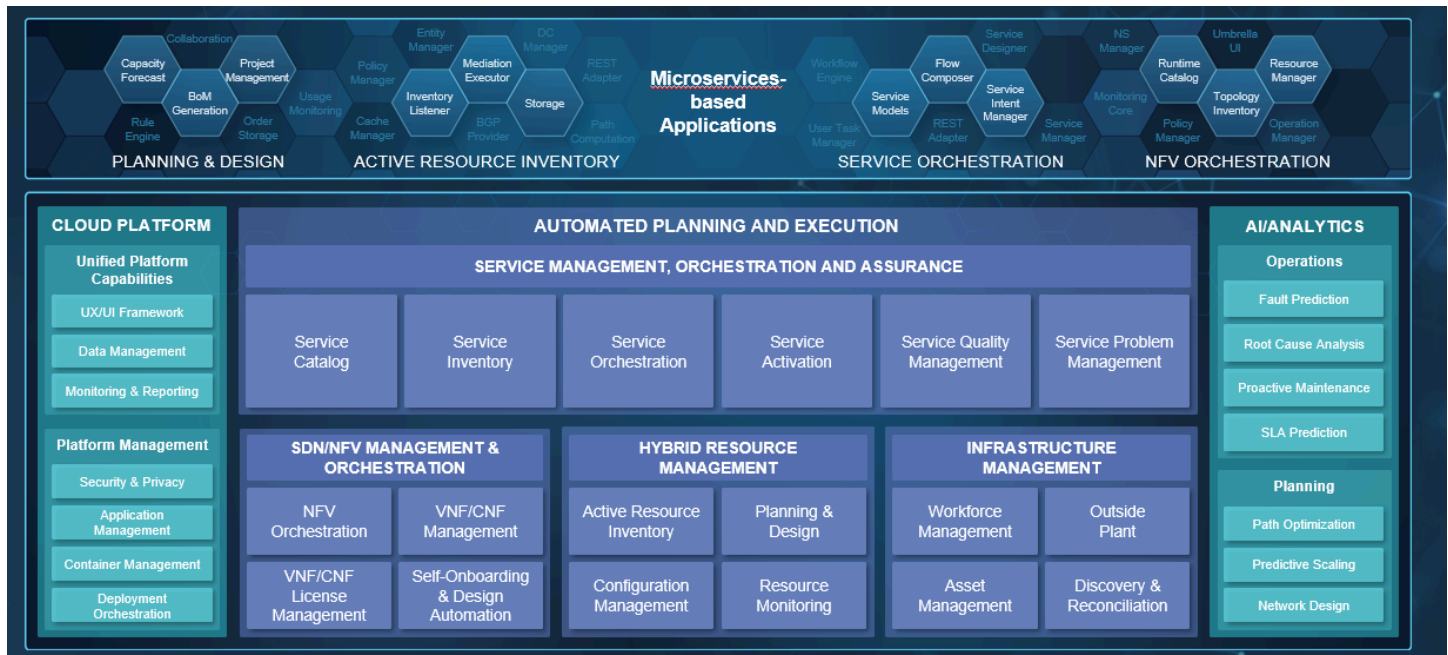 Collaboration
Capacity
Forecast
Project
Management
BoM
Generation
Rule
Engine
Order
Storage
Usage
Monitoring
PLANNING & DESIGN
Entity
Manager
DC
Manager
Policy
Manager
Mediation
Executor
REST
Adapter
Inventory
Listener
Storage
Cache
Manager
BGP
Provider
Path
Computation
ACTIVE RESOURCE INVENTORY
Microservices-
based
Applications
Service
Designer
Workflow
Engine
Flow
Composer
Service
Models
Service
Intent
Manager
User Task
Manager
REST
Adapter
Service
Manager
SERVICE ORCHESTRATION
NS
Manager
Umbrella
UI
Runtime
Catalog
Resource
Manager
Monitoring
Core
Topology
Inventory
Policy
Manager
Operation
Manager
NFV ORCHESTRATION
CLOUD PLATFORM
Unified Platform
Capabilities
UX/UI Framework
Data Management
Monitoring & Reporting
Platform Management
Security & Privacy
Application
Management
Container Management
Deployment
Orchestration
AUTOMATED PLANNING AND EXECUTION
SERVICE MANAGEMENT, ORCHESTRATION AND ASSURANCE
Service
Catalog
Service
Inventory
Service
Orchestration
Service
Activation
Service Quality
Management
Service Problem
Management
SDN/NFV MANAGEMENT &
ORCHESTRATION
NFV
Orchestration
VNF/CNF
Management
VNF/CNF
License
Management
Self-Onboarding
& Design
Automation
HYBRID RESOURCE
MANAGEMENT
Active Resource
Inventory
Planning &
Design
Configuration
Management
Resource
Monitoring
INFRASTRUCTURE
MANAGEMENT
Workforce
Management
Outside
Plant
Asset
Management
Discovery &
Reconciliation
AI/ANALYTICS
Operations
Fault Prediction
Root Cause Analysis
Proactive Maintenance
SLA Prediction
Planning
Path Optimization
Predictive Scaling
Network Design